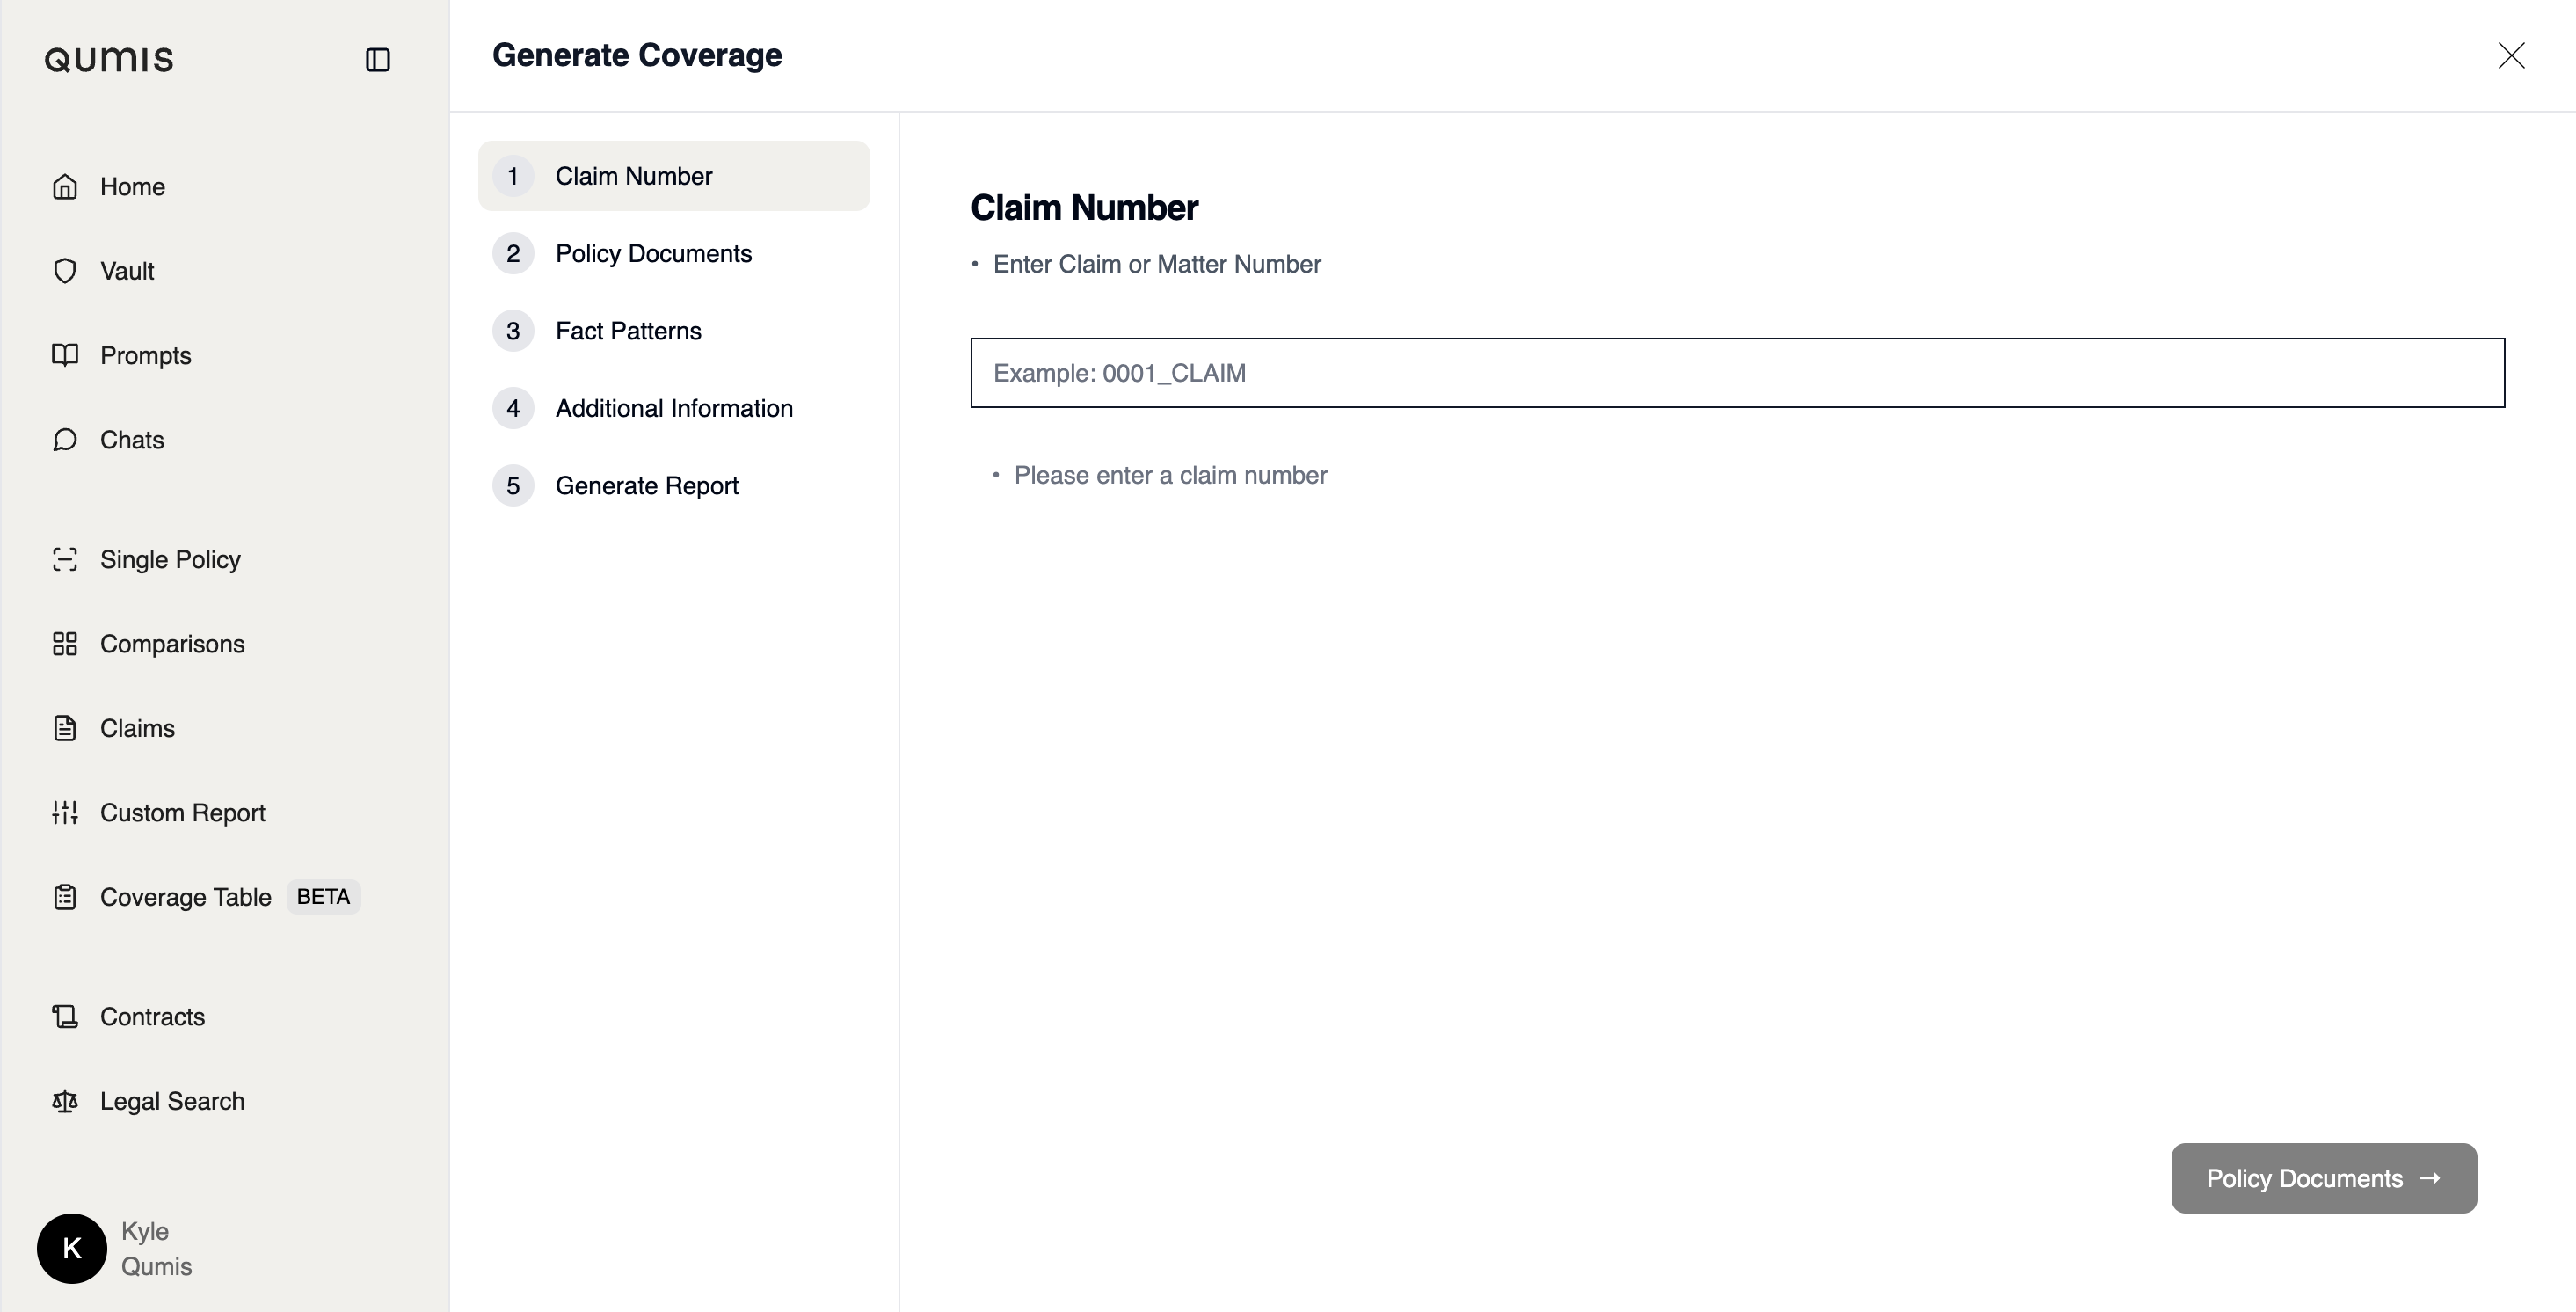 Qumis
Home
Vault
Prompts
Chats
Single Policy
Comparisons
Claims
Custom Report
Coverage Table BETA
Contracts
Legal Search
K
Kyle
Qumis
Generate Coverage
1 Claim Number
2 Policy Documents
3 Fact Patterns
4 Additional Information
5 Generate Report
Claim Number
• Enter Claim or Matter Number
Example: 0001_CLAIM
• Please enter a claim number
Policy Documents →